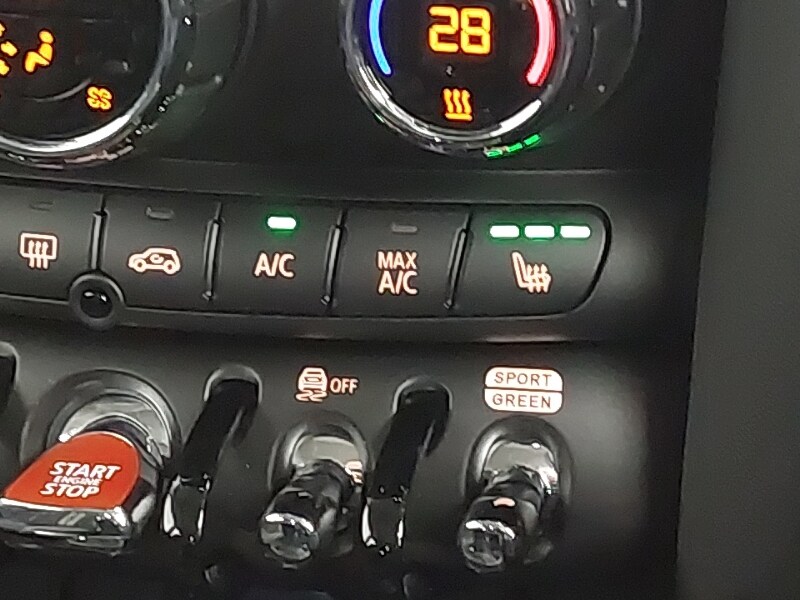 28
A/C
MAX
A/C
OFF
SPORT
GREEN
START
ENGINE
STOP